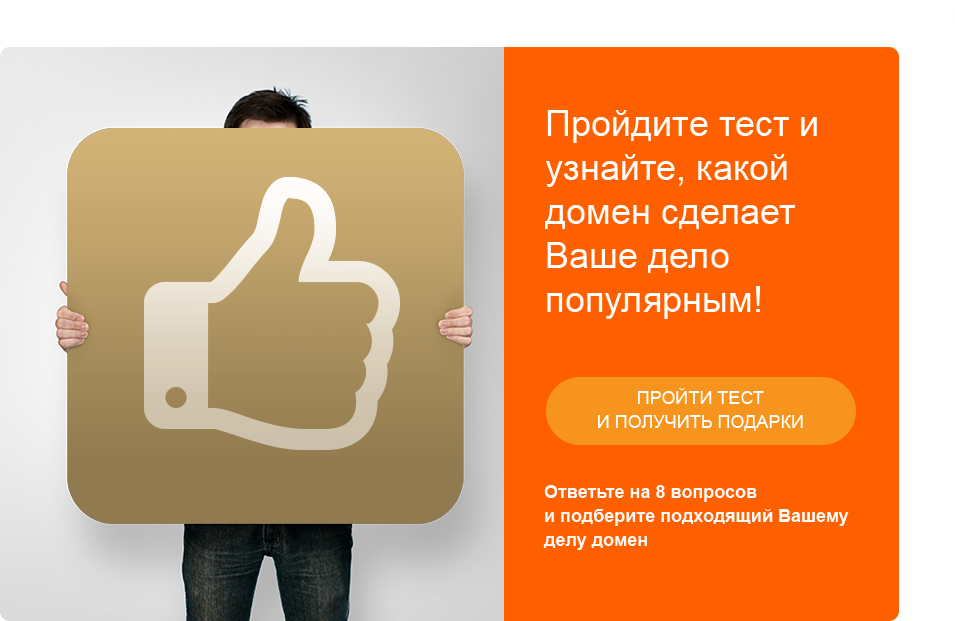 Пройдите тест и
узнайте, какой
домен сделает
Ваше дело
популярным!
ПРОЙТИ ТЕСТ
И ПОЛУЧИТЬ ПОДАРКИ
Ответьте на 8 вопросов
и подберите подходящий Вашему
делу домен